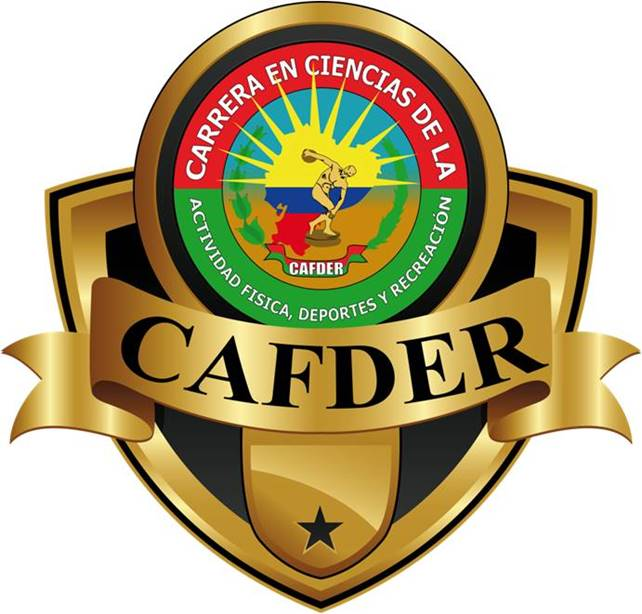 CARRERA EN CIENCIAS DE LA
ACTIVIDAD FISICA, DEPORTES Y RECREACIÓN
CAFDER
CAFDER